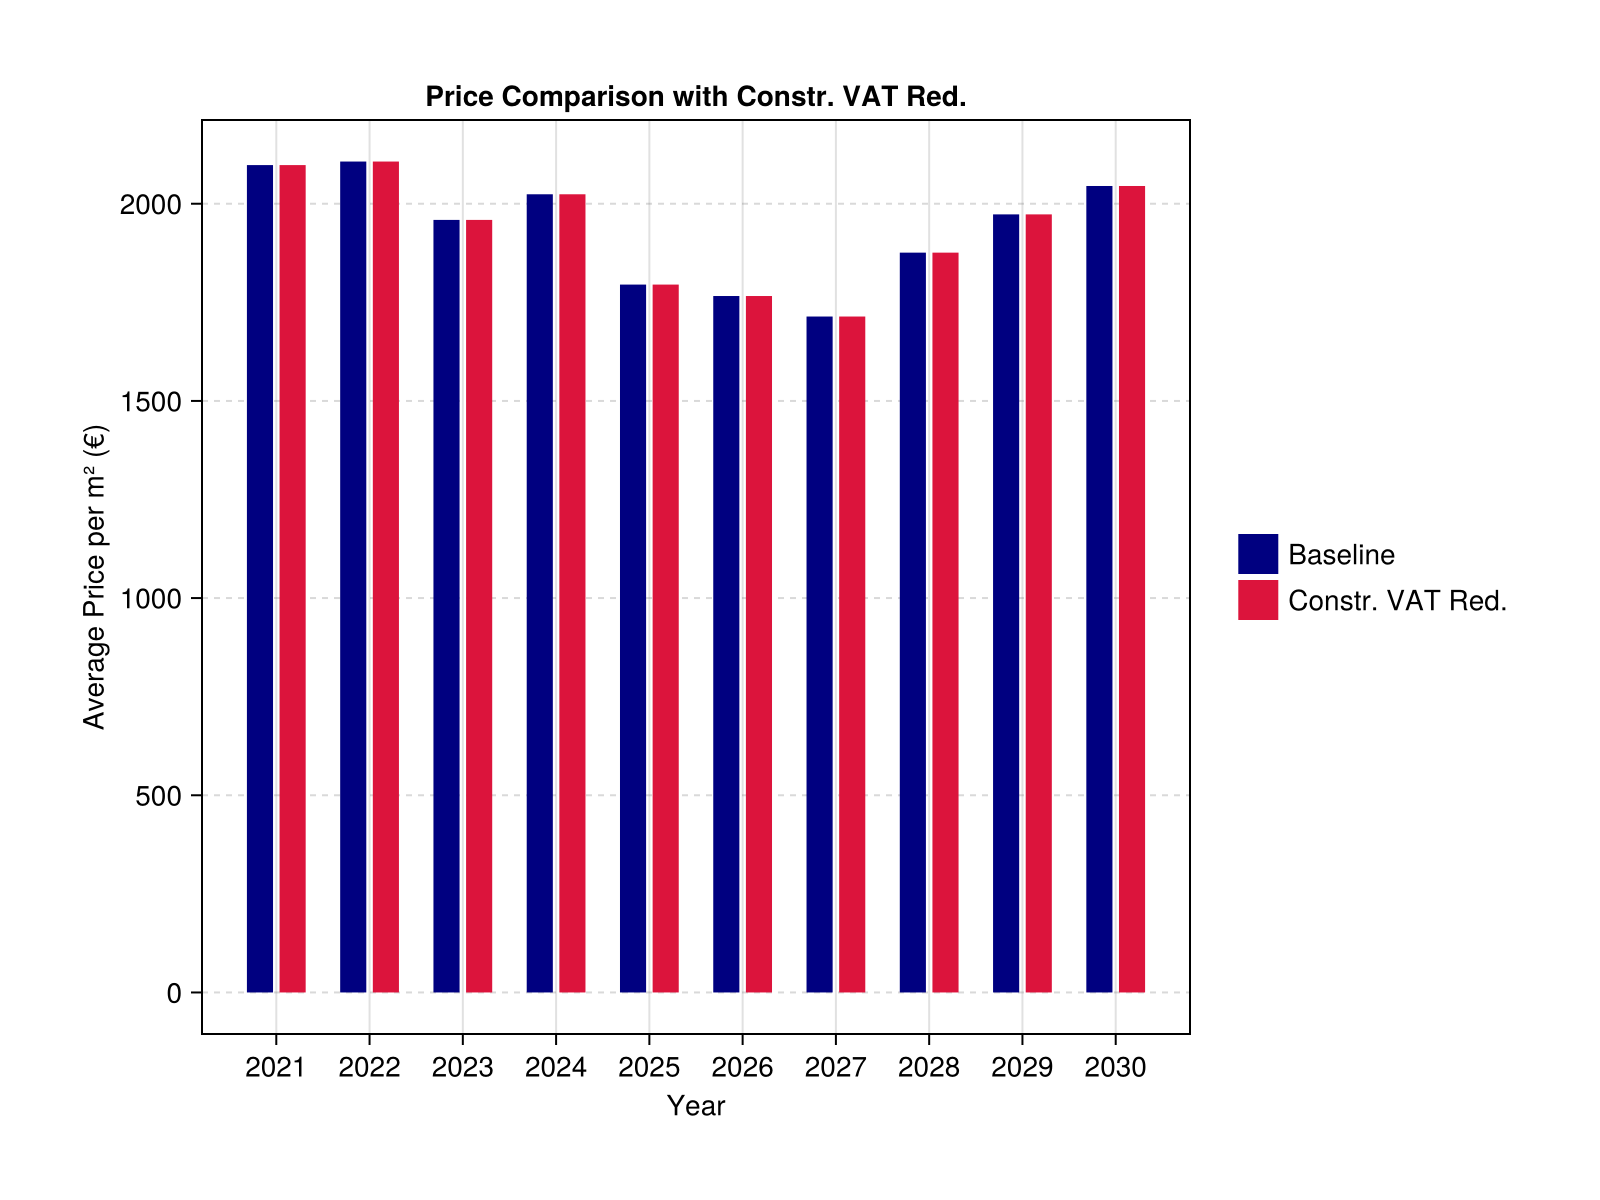 Price Comparison with Constr. VAT Red.
Average Price per m² (€)
2000
1500
1000
500
0
2021 2022 2023 2024 2025 2026 2027 2028 2029 2030
Year
Baseline
Constr. VAT Red.